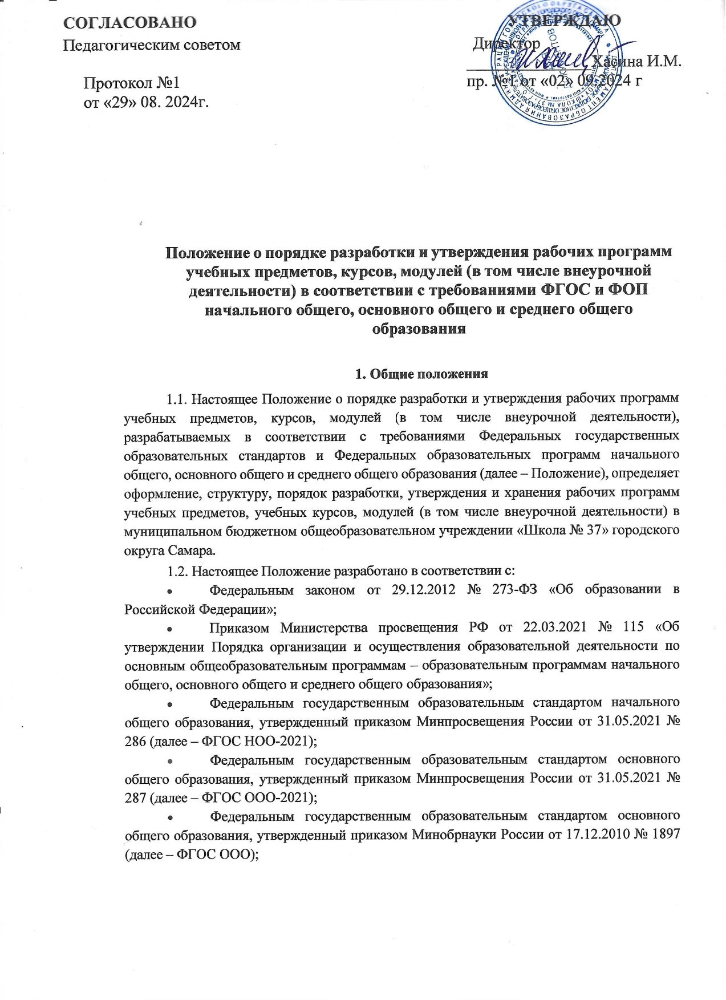 СОГЛАСОВАНО
Педагогическим советом
Протокол №1
от «29» 08. 2024г.
УТВЕРЖДАЮ
Директор
Хасина И.М.
пр. №1 от «02» 09.2024 г
Положение о порядке разработки и утверждения рабочих программ
учебных предметов, курсов, модулей (в том числе внеурочной
деятельности) в соответствии с требованиями ФГОС и ФОП
начального общего, основного общего и среднего общего
образования
1. Общие положения
1.1. Настоящее Положение о порядке разработки и утверждения рабочих программ
учебных предметов, курсов, модулей (в том числе внеурочной деятельности),
разрабатываемых в соответствии с требованиями Федеральных государственных
образовательных стандартов и Федеральных образовательных программ начального
общего, основного общего и среднего общего образования (далее – Положение), определяет
оформление, структуру, порядок разработки, утверждения и хранения рабочих программ
учебных предметов, учебных курсов, модулей (в том числе внеурочной деятельности) в
муниципальном бюджетном общеобразовательном учреждении «Школа № 37» городского
округа Самара.
1.2. Настоящее Положение разработано в соответствии с:
• Федеральным законом от 29.12.2012 № 273-ФЗ «Об образовании в
Российской Федерации»;
• Приказом Министерства просвещения РФ от 22.03.2021 № 115 «Об
утверждении Порядка организации и осуществления образовательной деятельности по
основным общеобразовательным программам – образовательным программам начального
общего, основного общего и среднего общего образования»;
• Федеральным государственным образовательным стандартом начального
общего образования, утвержденный приказом Минпросвещения России от 31.05.2021 №
286 (далее – ФГОС НОО-2021);
• Федеральным государственным образовательным стандартом основного
общего образования, утвержденный приказом Минпросвещения России от 31.05.2021 №
287 (далее – ФГОС ООО-2021);
• Федеральным государственным образовательным стандартом основного
общего образования, утвержденный приказом Минобрнауки России от 17.12.2010 № 1897
(далее – ФГОС ООО);